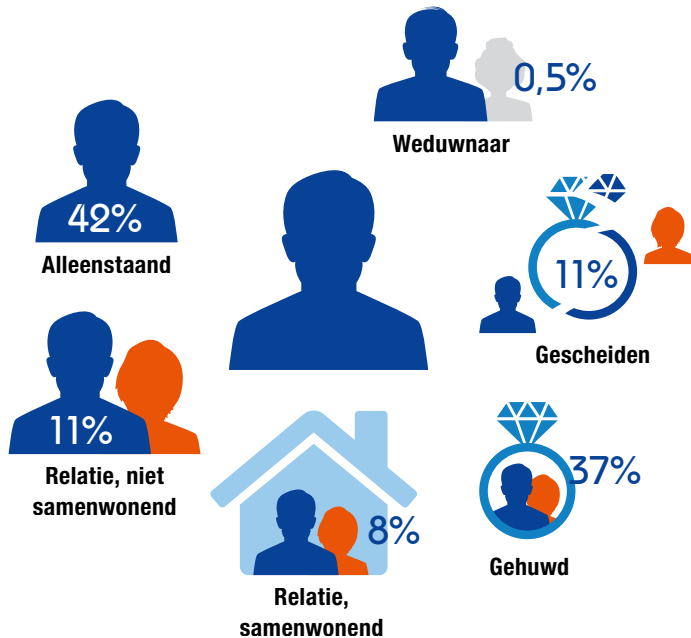 0,5%
Weduwnaar
42%
Alleenstaand
11%
Gescheiden
11%
Relatie, niet
samenwonend
37%
Gehuwd
8%
Relatie,
samenwonend